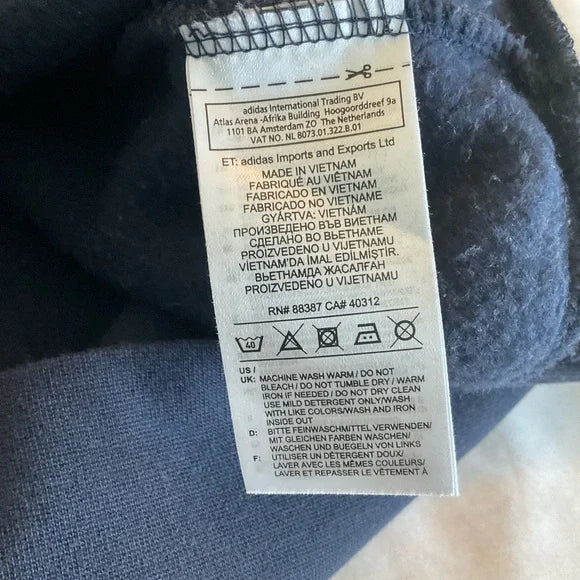 adidas International Trading BV
Atlas Arena -Afrika Building Hoogoorddreef 9a
1101 BA Amsterdam ZO The Netherlands
VAT NO. NL 8073.01.322.B.01
ET: adidas Imports and Exports Ltd
MADE IN VIETNAM
FABRIQUÉ AU VIÊTNAM
FABRICADO EN VIETNAM
FABRICADO NO VIETNAME
GYÁRTVA: VIETNÁM
ПРОИЗВЕДЕНО ВЪВ ВИЕТНАМ
СДЕЛАНО ВО ВЬЕТНАМЕ
PROIZVEDENO U VIJETNAMU
VIETNAM'DA İMAL EDİLMİŞTİR.
ВЬЕТНАМДА ЖАСАЛҒАН
PROIZVEDENO U VIJETNAMU
RN# 88387 CA# 40312
40
US /
UK: MACHINE WASH WARM / DO NOT
BLEACH / DO NOT TUMBLE DRY / WARM
IRON IF NEEDED / DO NOT DRY CLEAN
USE MILD DETERGENT ONLY/WASH
WITH LIKE COLORS/WASH AND IRON
INSIDE OUT
D: BITTE FEINWASCHMITTEL VERWENDEN/
MIT GLEICHEN FARBEN WASCHEN/
WASCHEN UND BUEGELN VON LINKS
F: UTILISER UN DÉTERGENT DOUX/
LAVER AVEC LES MÊMES COULEURS/
LAVER ET REPASSER LE VÊTEMENT À